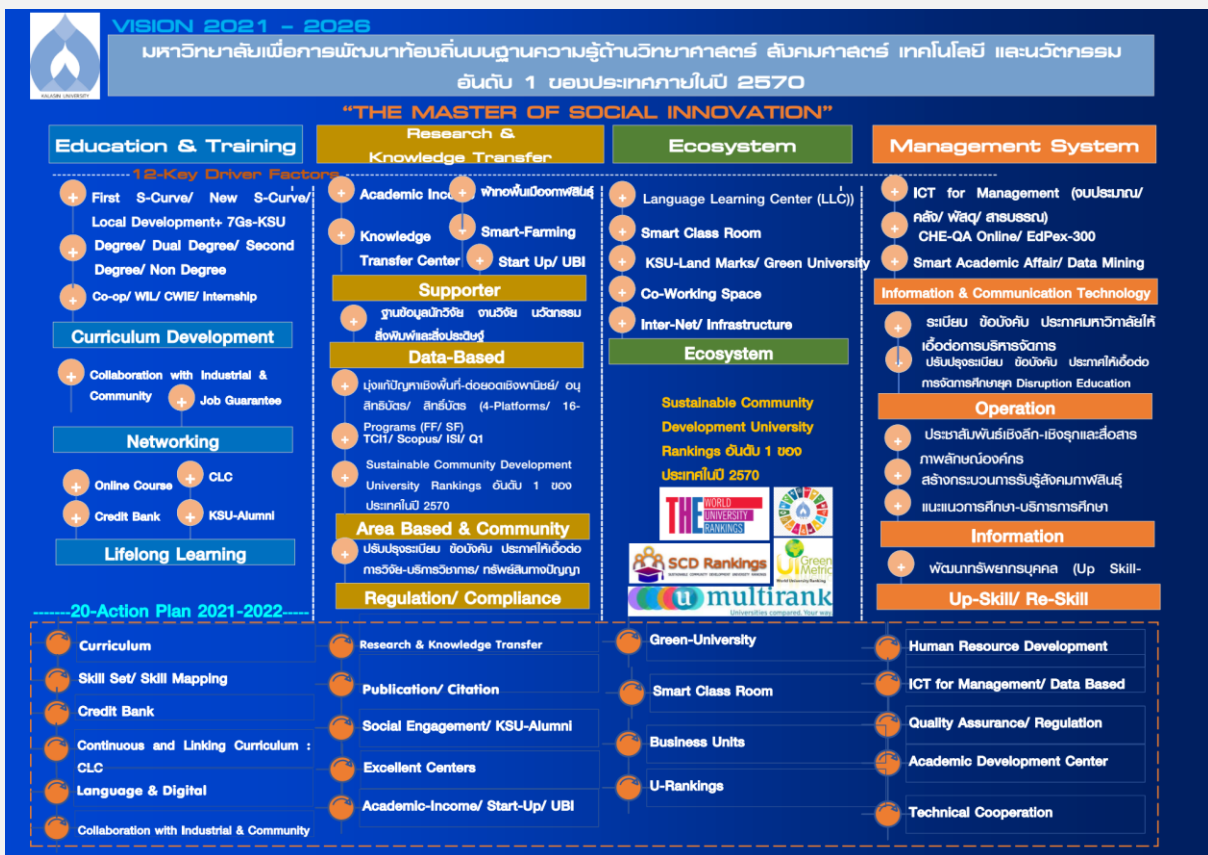 VISION 2021 - 2026
มหาวิทยาลัยเพื่อการพัฒนาท้องถิ่นบนฐานความรู้ด้านวิทยาศาสตร์ สังคมศาสตร์ เทคโนโลยี และนวัตกรรม
อันดับ 1 ของประเทศภายในปี 2570
KALASIN UNIVERSITY
"THE MASTER OF SOCIAL INNOVATION"
Education & Training
12-Key Driver Factors
First S-Curve/ New S-Curve/
Local Development+ 7Gs-KSU
Degree/ Dual Degree/ Second
Degree/ Non Degree
Co-op/ WIL/ CWIE/ Internship
Curriculum Development
Collaboration with Industrial &
Community
Job Guarantee
Networking
Online Course
CLC
Credit Bank
KSU-Alumni
Lifelong Learning
Research &
Knowledge Transfer
Academic
ฟ้าทอพื้นเมืองกาฬสินธุ์
Knowledge
Transfer Center
Smart-Farming
Start Up/ UBI
Supporter
ฐานข้อมูลนักวิจัย งานวิจัย นวัตกรรม
สิ่งพิมพ์และสิ่งประดิษฐ์
Data-Based
มุ่งแก้ปัญหาเชิงพื้นที่-ต่อยอดเชิงพาณิชย์/ อนุ
สิทธิบัตร/ สิทธิ์บัตร (4-Platforms/ 16-
Programs (FF/ SF)
TCI1/ Scopus/ ISI/ Q1
Sustainable Community Development
University Rankings อันดับ 1 ของ
ประเทศในปี 2570
Area Based & Community
ปรับปรุงระเบียบ ข้อบังคับ ประกาศให้เอื้อต่อ
การวิจัย-บริการวิชาการ/ ทรัพย์สินทางปัญญา
Regulation/ Compliance
Ecosystem
Language Learning Center (LLC))
Smart Class Room
KSU-Land Marks/ Green University
Co-Working Space
Inter-Net/ Infrastructure
Ecosystem
Sustainable Community
Development University
Rankings อันดับ 1 ของ
ประเทศในปี 2570
THE WORLD
UNIVERSITY
RANKINGS
SCD Rankings
SUSTAINABLE COMMUNITY DEVELOPMENT UNIVERSITY RANKINGS
UI Green
Metric
World University Ranking
u multirank
Universities compared. Your way
Management System
ICT for Management (งบประมาณ/
คลัง/ พัสดุ/ สารบรรณ)
CHE-QA Online/ EdPex-300
Smart Academic Affair/ Data Mining
Information & Communication Technology
ระเบียบ ข้อบังคับ ประกาศมหาวิทาลัยให้
เอื้อต่อการบริหารจัดการ
ปรับปรุงระเบียบ ข้อบังคับ ประกาศให้เอื้อต่อ
การจัดการศึกษายุค Disruption Education
Operation
ประชาสัมพันธ์เชิงลึก-เชิงรุกและสื่อสาร
ภาพลักษณ์องค์กร
สร้างกระบวนการรับรู้สังคมกาฬสินธุ์
แนะแนวการศึกษา-บริการการศึกษา
Information
พัฒนาทรัพยากรบุคคล (Up Skill-
Up-Skill/ Re-Skill
-------20-Action Plan 2021-2022-----
Curriculum
Skill Set/ Skill Mapping
Credit Bank
Continuous and Linking Curriculum :
CLC
Language & Digital
Collaboration with Industrial & Community
Research & Knowledge Transfer
Publication/ Citation
Social Engagement/ KSU-Alumni
Excellent Centers
Academic-Income/ Start-Up/ UBI
Green-University
Smart Class Room
Business Units
U-Rankings
Human Resource Development
ICT for Management/ Data Based
Quality Assurance/ Regulation
Academic Development Center
Technical Cooperation